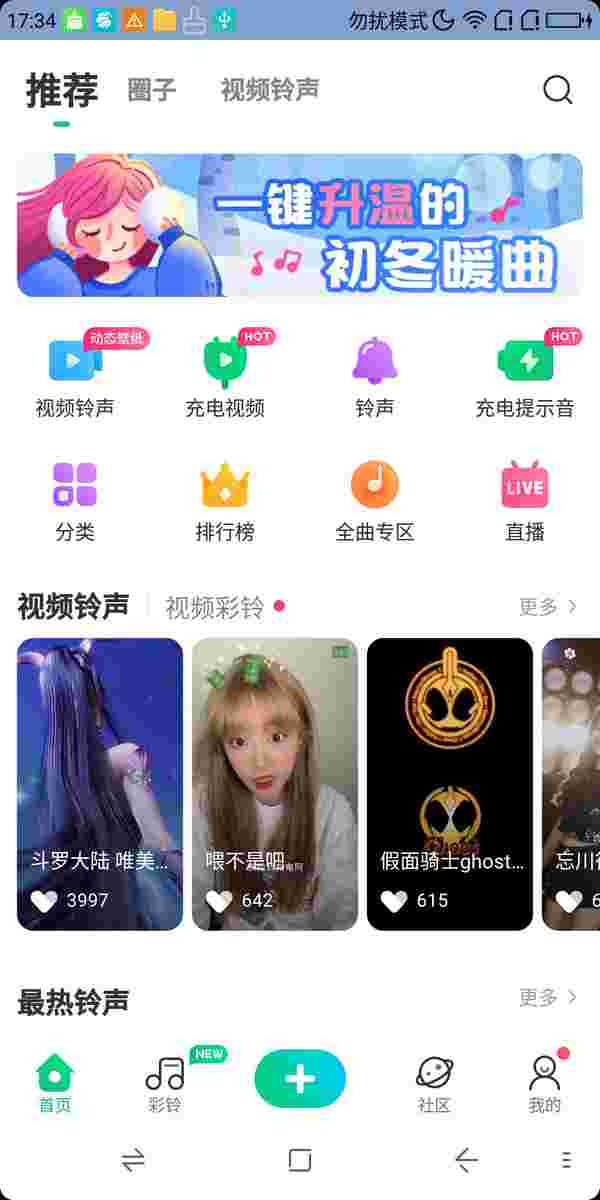 17:34
勿扰模式
推荐
圈子
视频铃声
一键升温的
初冬暖曲
动态壁纸
HOT
HOT
视频铃声
充电视频
铃声
充电提示音
LIVE
分类
排行榜
全曲专区
直播
视频铃声
视频彩铃
更多
斗罗大陆 唯美...
喂不是吧
假面骑士ghost...
忘川
3997
642
615
6
最热铃声
更多
NEW
首页
彩铃
社区
我的